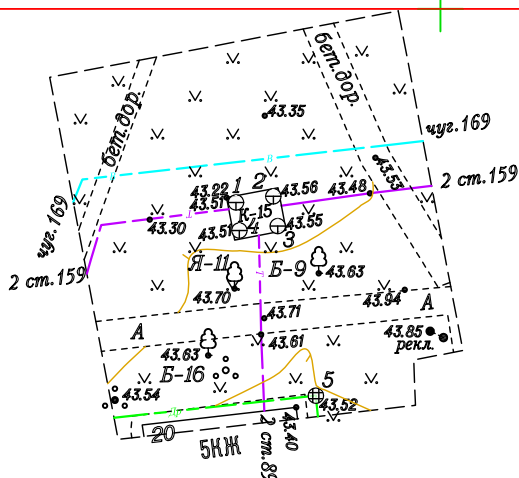 бет.дор.
бет.дор.
43.35
чуг.169
в
43.53
2 ст.159
43.22
1
2
43.56
43.48
43.51
К-15
чуг.169
43.30
Т
43.51
4
43.55
3
2 ст.159
Я-11
Б-9
43.63
43.70
43.94
А
43.71
А
43.61
43.85
рекл.
43.63
Б-16
5
43.54
43.52
43.40
20
5КЖ
2 ст.89